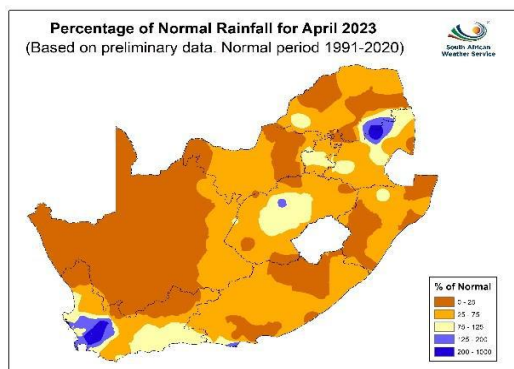 Percentage of Normal Rainfall for April 2023
(Based on preliminary data. Normal period 1991-2020)
South African
Weather Service
% of Normal
0 - 25
25 - 75
75 - 125
125 - 200
200 - 1000